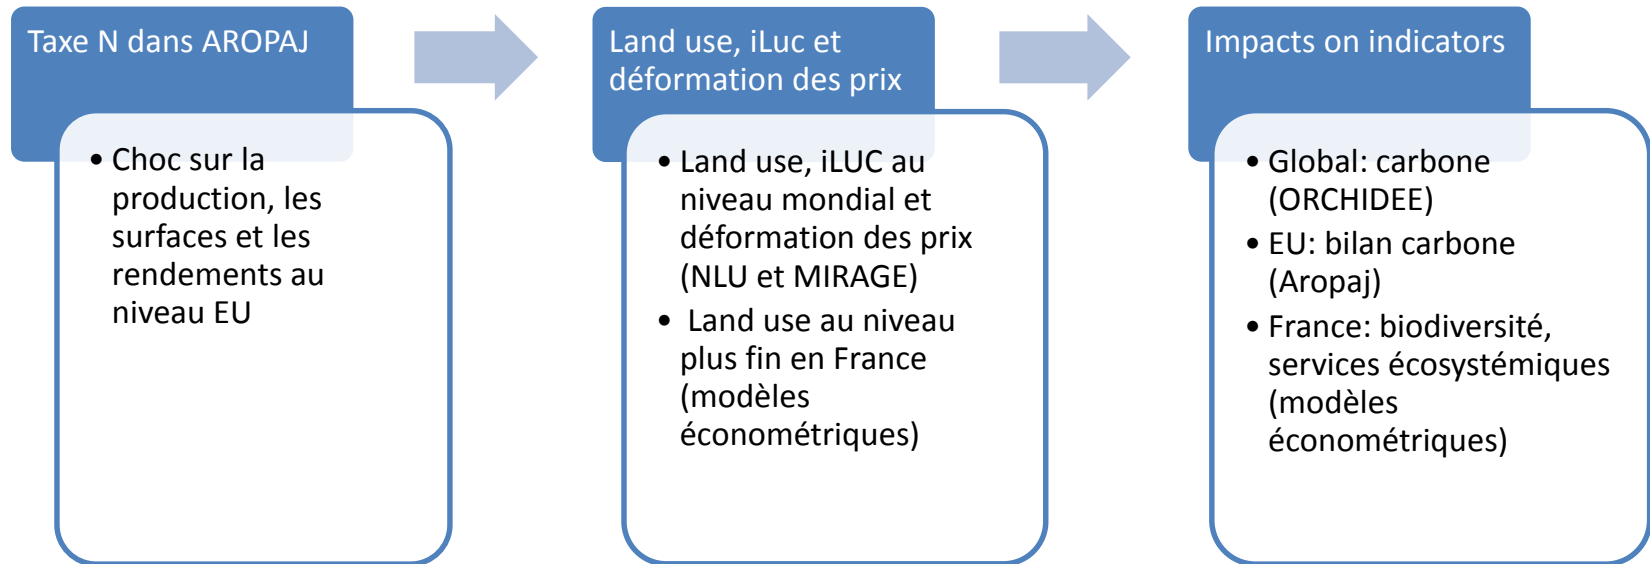 Taxe N dans AROPAJ
• Choc sur la
production, les
surfaces et les
rendements au
niveau EU
Land use, iLuc et
déformation des prix
• Land use, iLUC au
niveau mondial et
déformation des prix
(NLU et MIRAGE)
• Land use au niveau
plus fin en France
(modèles
économétriques)
Impacts on indicators
• Global: carbone
(ORCHIDEE)
• EU: bilan carbone
(Aropaj)
• France: biodiversité,
services écosystémiques
(modèles
économétriques)